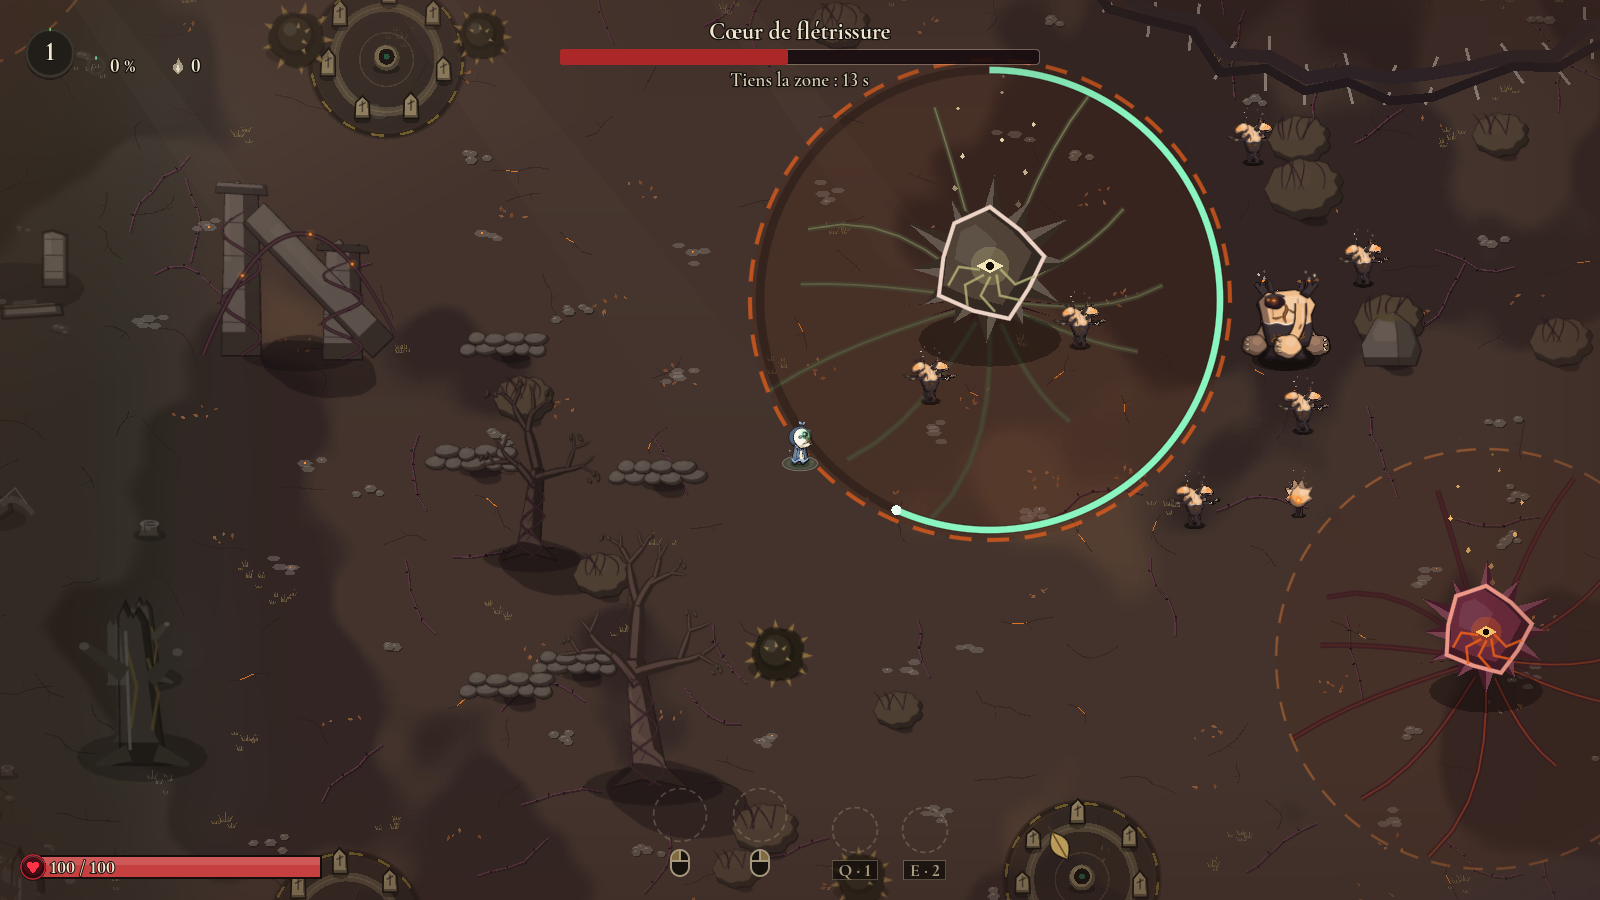 Cœur de flétrissure
1
0 %
0
Tiens la zone : 13 s
100 / 100
Q · 1
E · 2